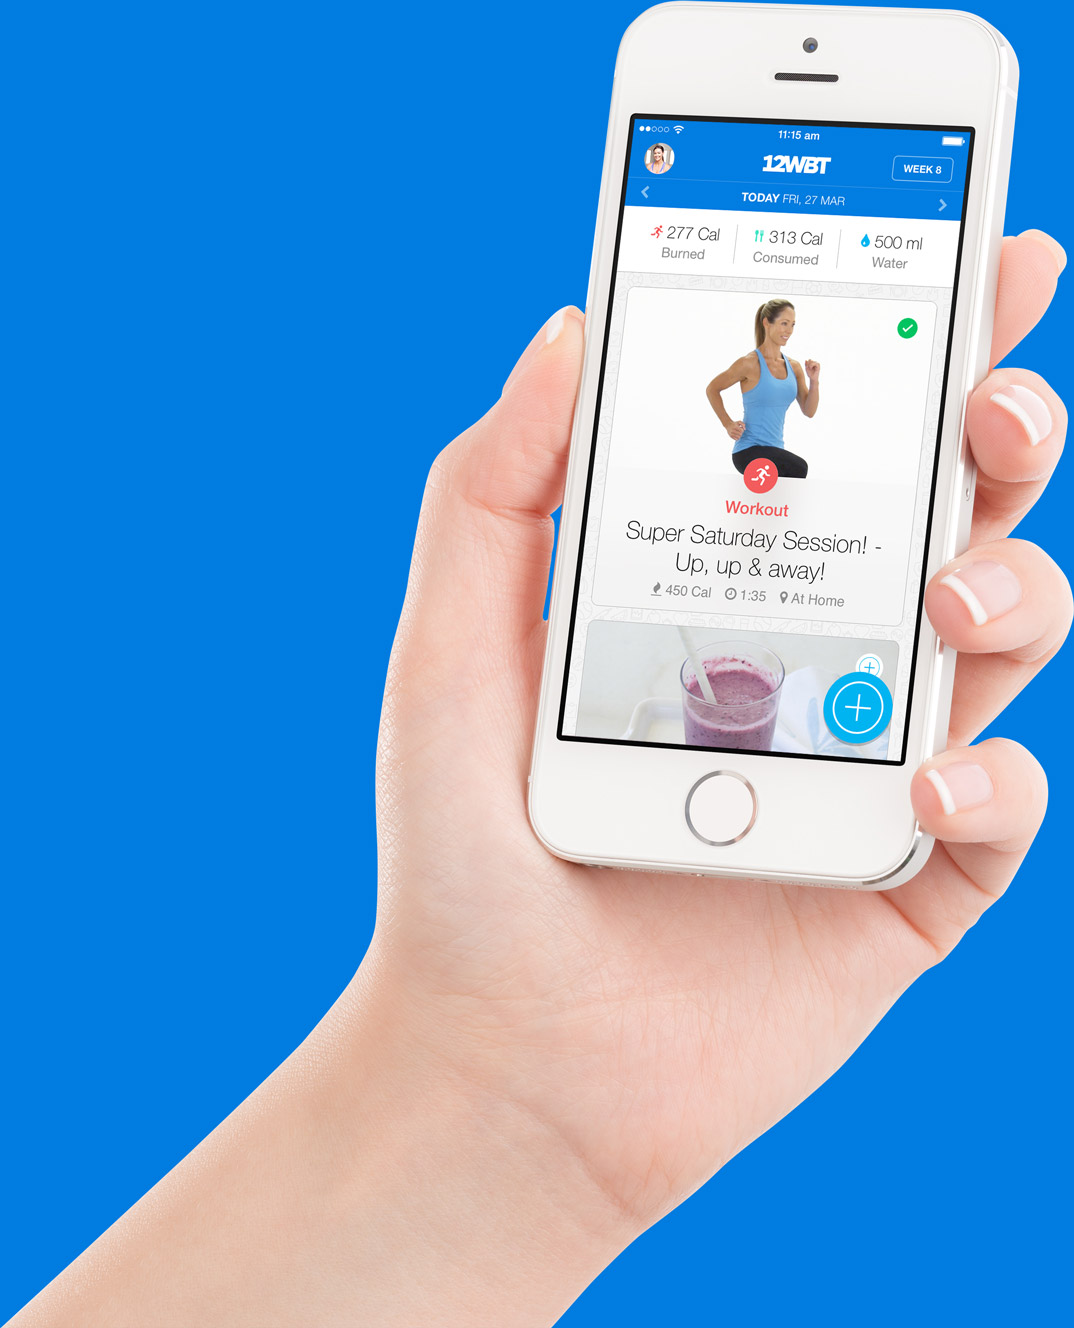 11:15 am
12WBT
WEEK 8
TODAY FRI, 27 MAR
277 Cal
Burned
313 Cal
Consumed
500 ml
Water
Workout
Super Saturday Session! -
Up, up & away!
450 Cal 1:35 At Home